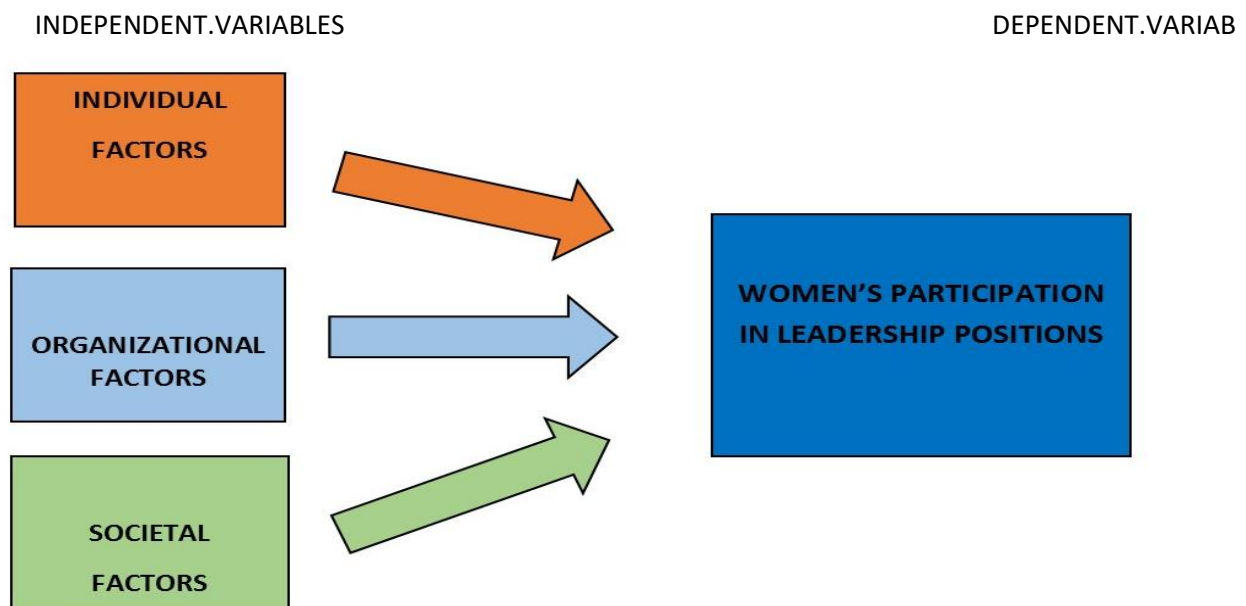 INDEPENDENT.VARIABLES
DEPENDENT.VARIAB
INDIVIDUAL
FACTORS
ORGANIZATIONAL
FACTORS
SOCIETAL
FACTORS
WOMEN’S PARTICIPATION
IN LEADERSHIP POSITIONS